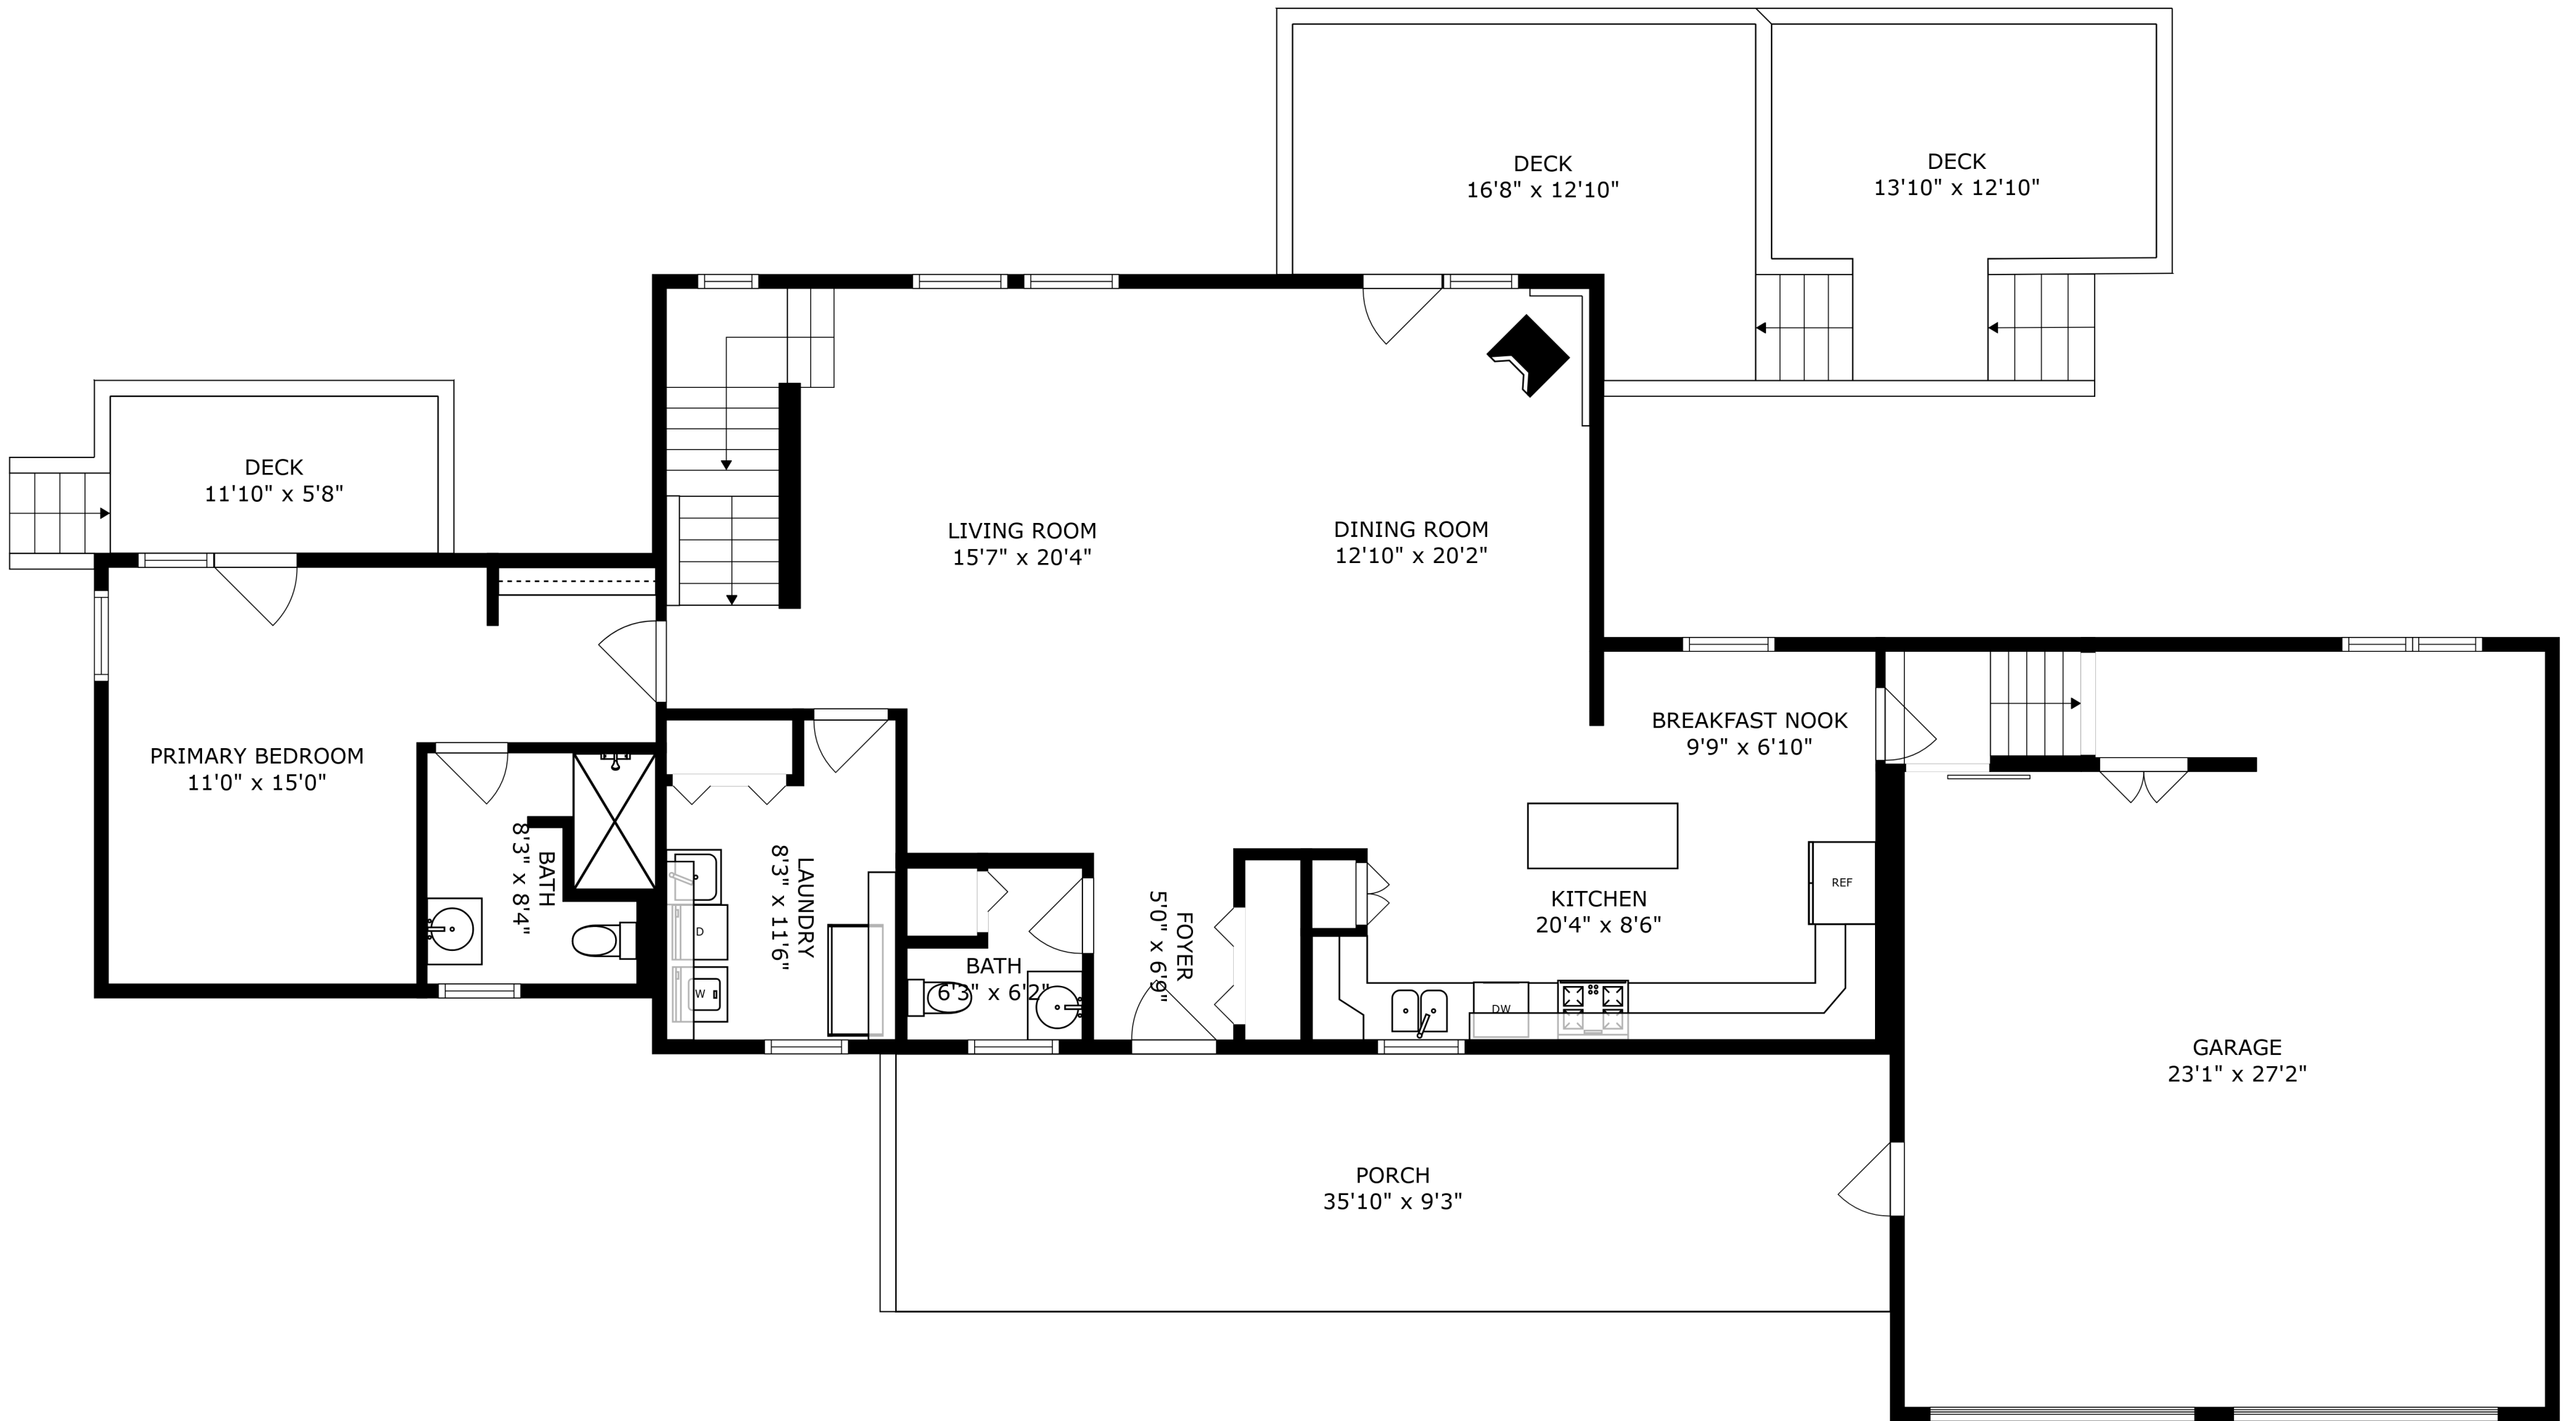 DECK
16'8" x 12'10"
DECK
13'10" x 12'10"
DECK
11'10" x 5'8"
LIVING ROOM
15'7" x 20'4"
DINING ROOM
12'10" x 20'2"
BREAKFAST NOOK
9'9" x 6'10"
PRIMARY BEDROOM
11'0" x 15'0"
BATH
8'3" x 8'4"
LAUNDRY
8'3" x 11'6"
D
W
BATH
6'3" x 6'2"
FOYER
5'0" x 6'9"
KITCHEN
20'4" x 8'6"
REF
DW
GARAGE
23'1" x 27'2"
PORCH
35'10" x 9'3"